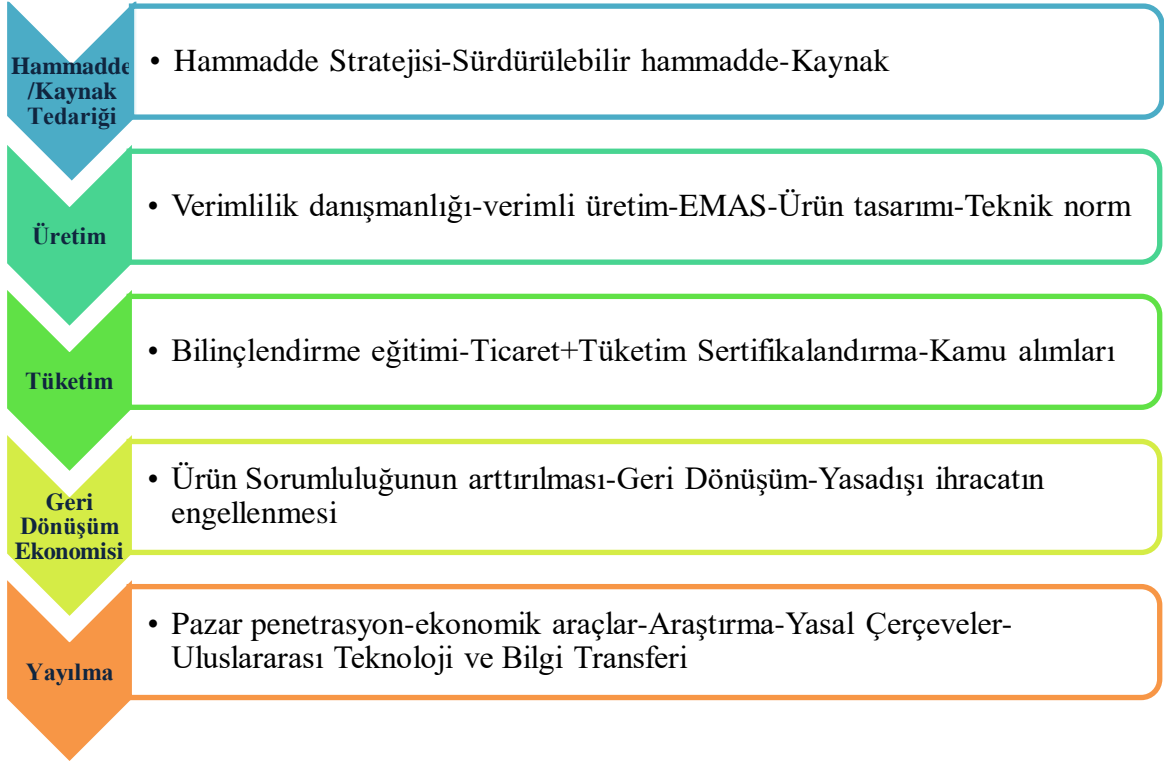 Hammadde
/Kaynak
Tedariği
• Hammadde Stratejisi-Sürdürülebilir hammadde-Kaynak
Üretim
• Verimlilik danışmanlığı-verimli üretim-EMAS-Ürün tasarımı-Teknik norm
Tüketim
• Bilinçlendirme eğitimi-Ticaret+Tüketim Sertifikalandırma-Kamu alımları
Geri
Dönüşüm
Ekonomisi
• Ürün Sorumluluğunun arttırılması-Geri Dönüşüm-Yasadışı ihracatın
engellenmesi
Yayılma
• Pazar penetrasyon-ekonomik araçlar-Araştırma-Yasal Çerçeveler-
Uluslararası Teknoloji ve Bilgi Transferi